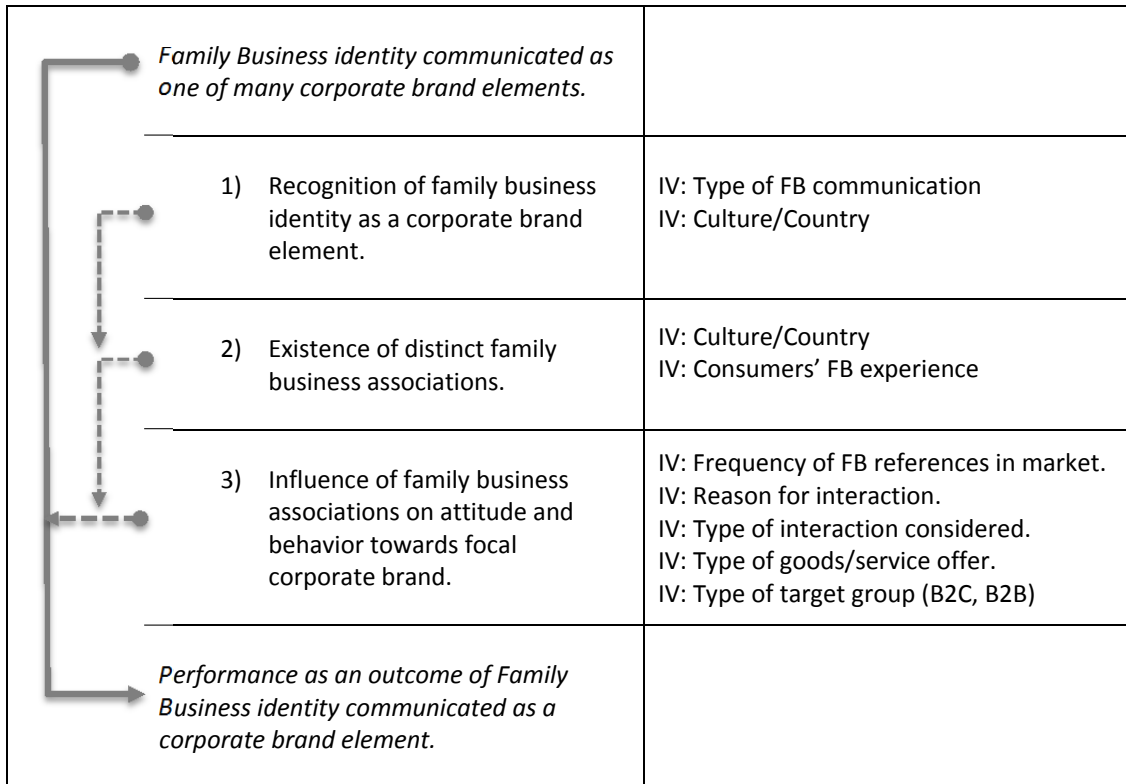 Family Business identity communicated as
one of many corporate brand elements.
1) Recognition of family business
identity as a corporate brand
element.
IV: Type of FB communication
IV: Culture/Country
2) Existence of distinct family
business associations.
IV: Culture/Country
IV: Consumers’ FB experience
3) Influence of family business
associations on attitude and
behavior towards focal
corporate brand.
IV: Frequency of FB references in market.
IV: Reason for interaction.
IV: Type of interaction considered.
IV: Type of goods/service offer.
IV: Type of target group (B2C, B2B)
Performance as an outcome of Family
Business identity communicated as a
corporate brand element.